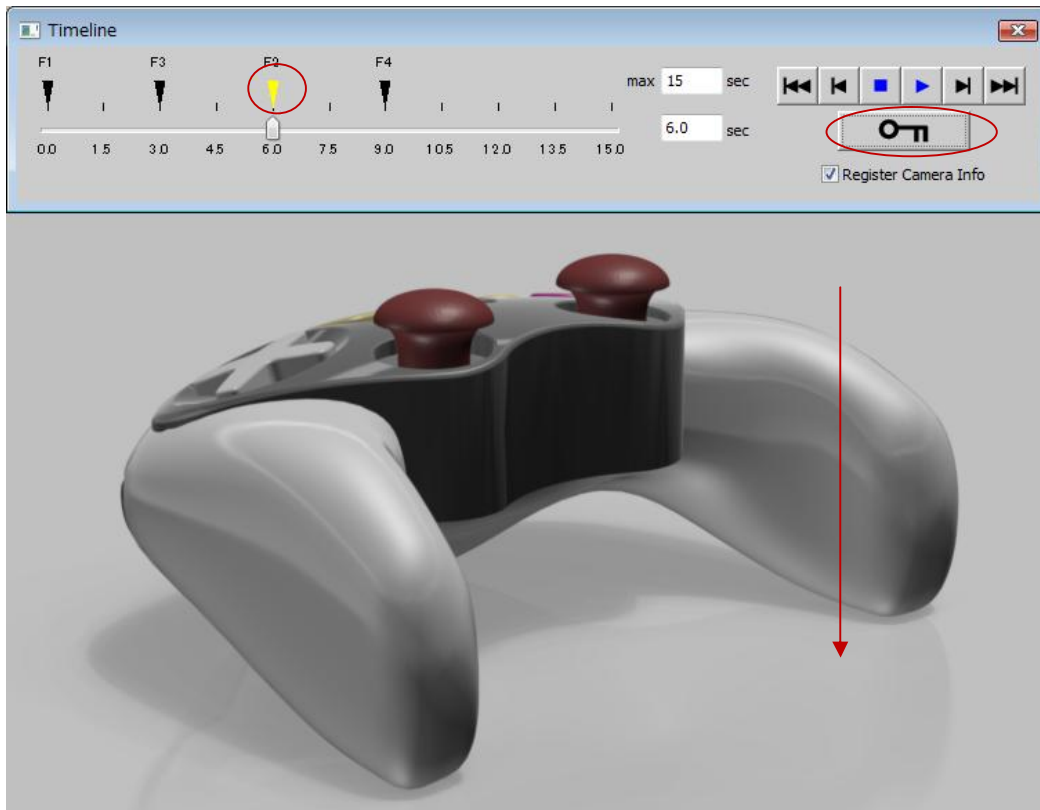 Timeline
F1 F3 F2 F4
max 15 sec
6.0 sec
0.0 1.5 3.0 4.5 6.0 7.5 9.0 10.5 12.0 13.5 15.0
Register Camera Info